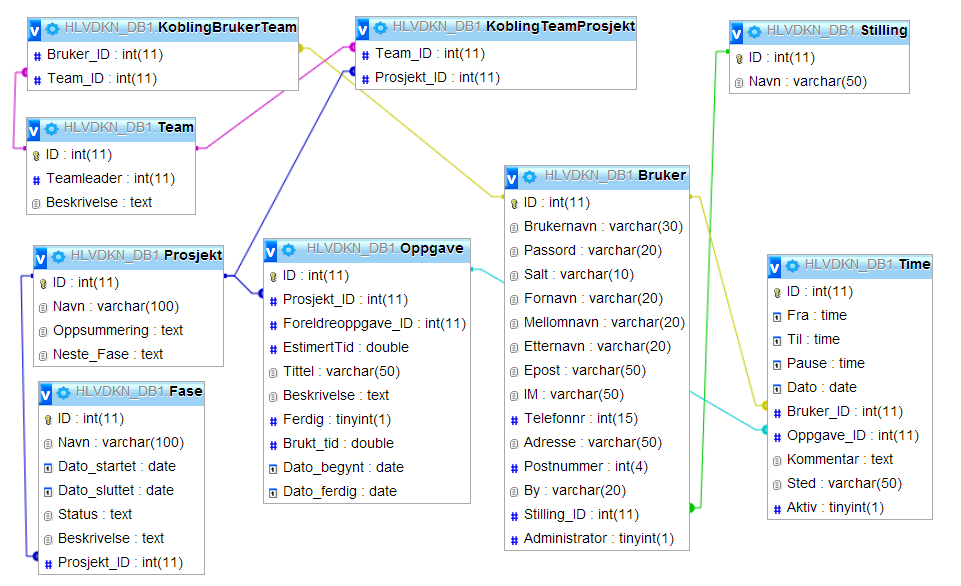 HLVDKN_DB1.KoblingBrukerTeam
Bruker_ID : int(11)
Team_ID : int(11)
HLVDKN_DB1.KoblingTeamProsjekt
Team_ID : int(11)
Prosjekt_ID : int(11)
HLVDKN_DB1.Stilling
ID : int(11)
Navn : varchar(50)
HLVDKN_DB1.Team
ID : int(11)
Teamleader : int(11)
Beskrivelse : text
HLVDKN_DB1.Bruker
ID : int(11)
Brukernavn : varchar(30)
Passord : varchar(20)
Salt : varchar(10)
Fornavn : varchar(20)
Mellomnavn : varchar(20)
Etternavn : varchar(20)
Epost : varchar(50)
IM : varchar(50)
Telefonnr : int(15)
Adresse : varchar(50)
Postnummer : int(4)
By : varchar(20)
Stilling_ID : int(11)
Administrator : tinyint(1)
HLVDKN_DB1.Prosjekt
ID : int(11)
Navn : varchar(100)
Oppsummering : text
Neste_Fase : text
HLVDKN_DB1.Oppgave
ID : int(11)
Prosjekt_ID : int(11)
Foreldreoppgave_ID : int(11)
EstimertTid : double
Tittel : varchar(50)
Beskrivelse : text
Ferdig : tinyint(1)
Brukt_tid : double
Dato_begynt : date
Dato_ferdig : date
HLVDKN_DB1.Time
ID : int(11)
Fra : time
Til : time
Pause : time
Dato : date
Bruker_ID : int(11)
Oppgave_ID : int(11)
Kommentar : text
Sted : varchar(50)
Aktiv : tinyint(1)
HLVDKN_DB1.Fase
ID : int(11)
Navn : varchar(100)
Dato_startet : date
Dato_sluttet : date
Status : text
Beskrivelse : text
Prosjekt_ID : int(11)